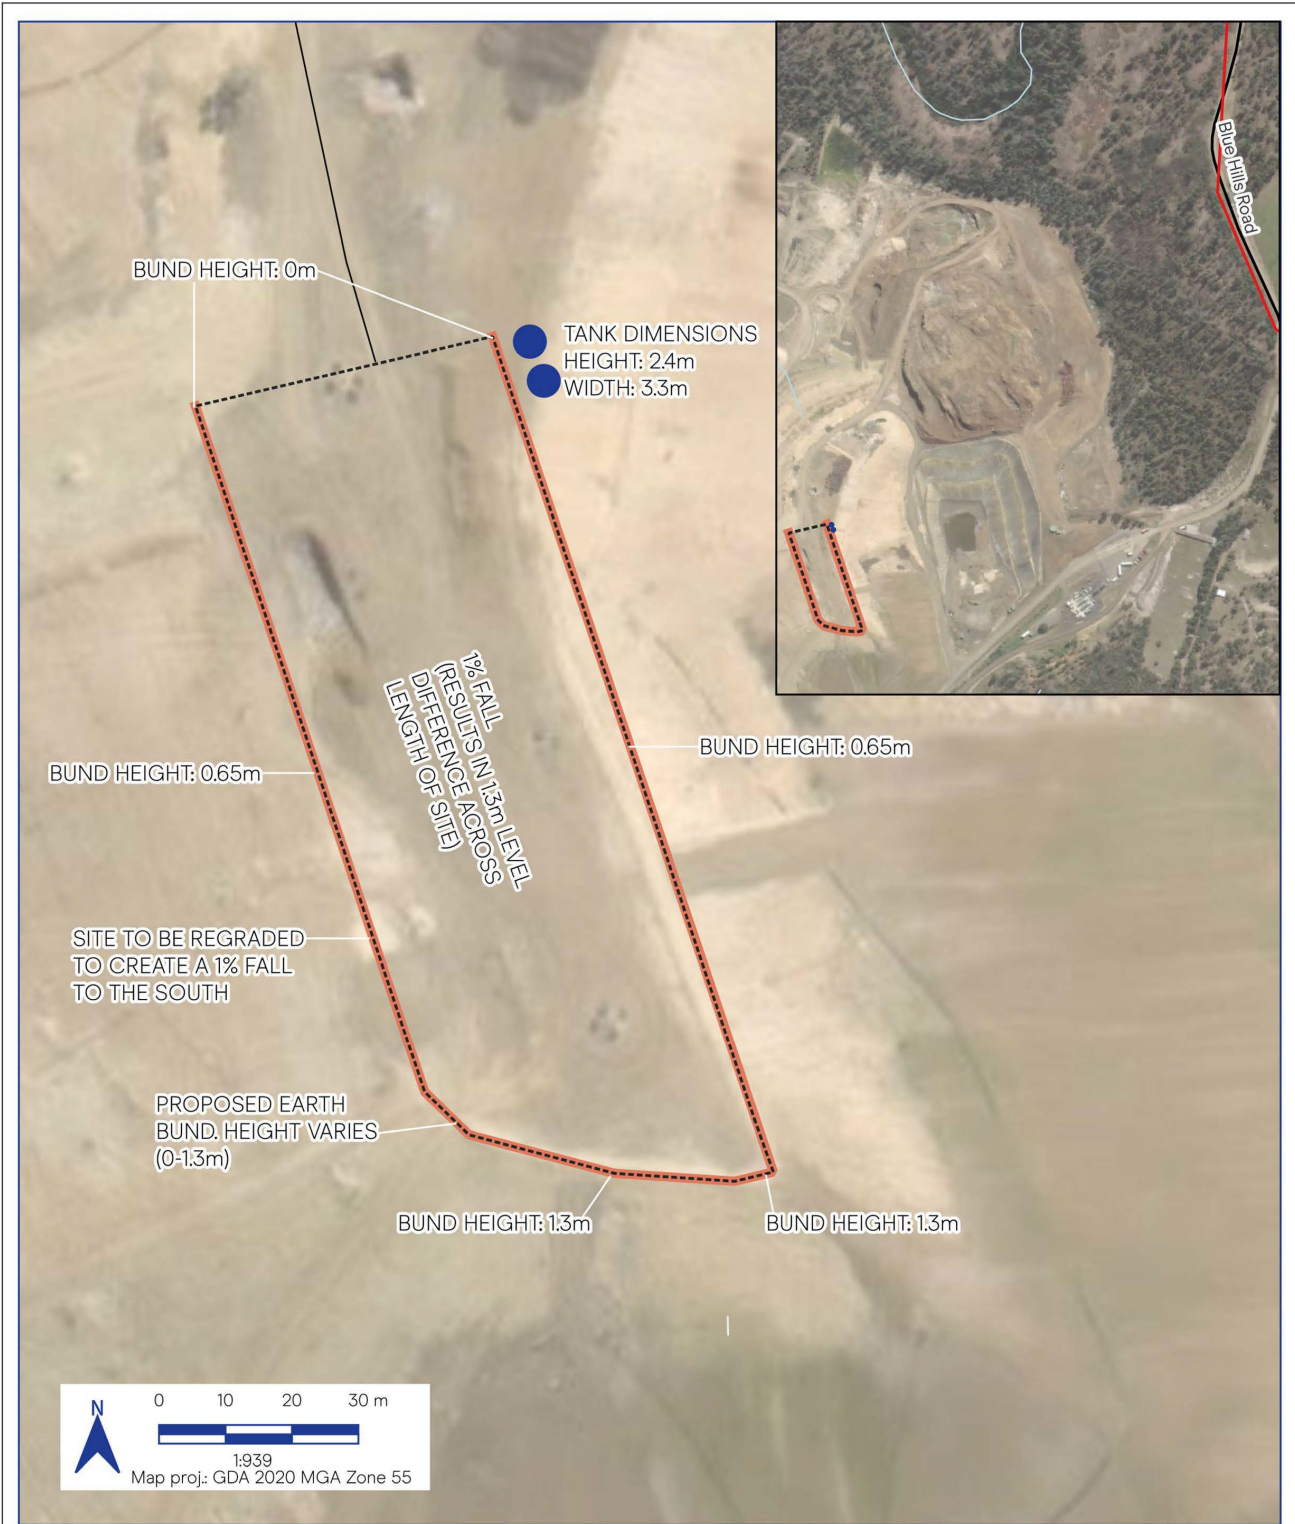 Blue Hills Road
BUND HEIGHT: 0m
TANK DIMENSIONS
HEIGHT: 2.4m
WIDTH: 3.3m
1% FALL
(RESULTS IN 1.3m LEVEL
DIFFERENCE ACROSS
LENGTH OF SITE)
BUND HEIGHT: 0.65m
BUND HEIGHT: 0.65m
SITE TO BE REGRADED
TO CREATE A 1% FALL
TO THE SOUTH
PROPOSED EARTH
BUND. HEIGHT VARIES
(0-1.3m)
BUND HEIGHT: 1.3m
BUND HEIGHT: 1.3m
N
0 10 20 30 m
1:939
Map proj.: GDA 2020 MGA Zone 55